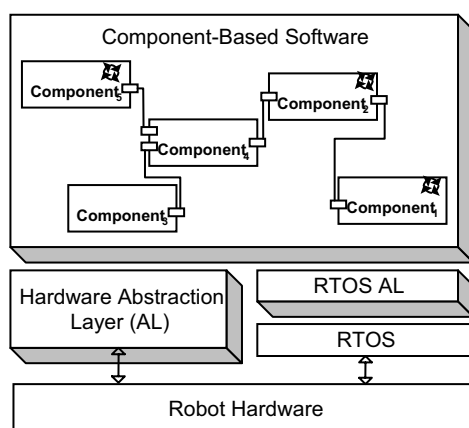 Component-Based Software
Component5
Component2
Component4
Component3
Component1
Hardware Abstraction
Layer (AL)
RTOS AL
RTOS
Robot Hardware